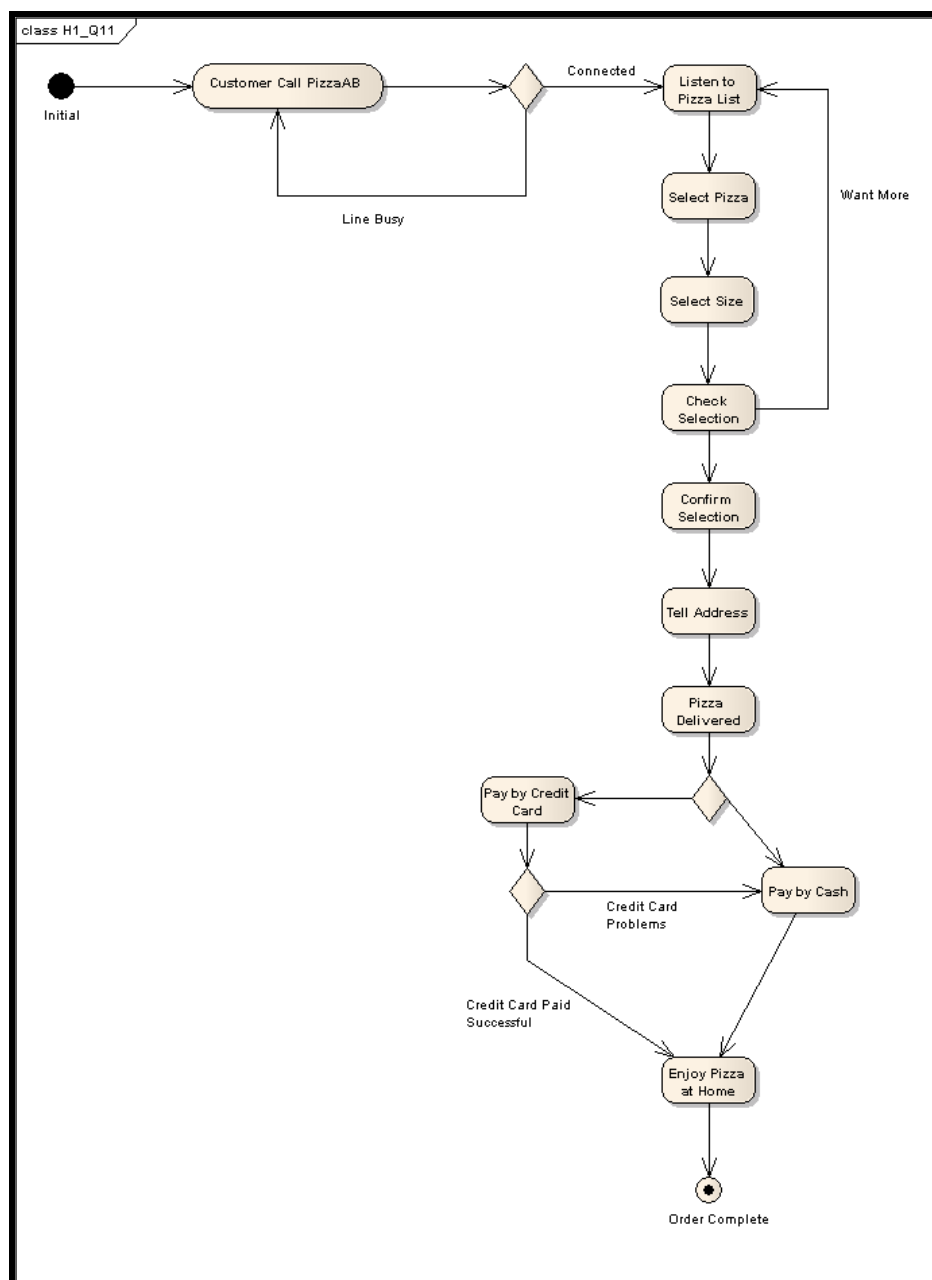 class H1_Q11
Initial
Customer Call PizzaAB
Connected
Line Busy
Listen to
Pizza List
Select Pizza
Want More
Select Size
Check
Selection
Confirm
Selection
Tell Address
Pizza
Delivered
Pay by Credit
Card
Pay by Cash
Credit Card
Problems
Credit Card Paid
Successful
Enjoy Pizza
at Home
Order Complete